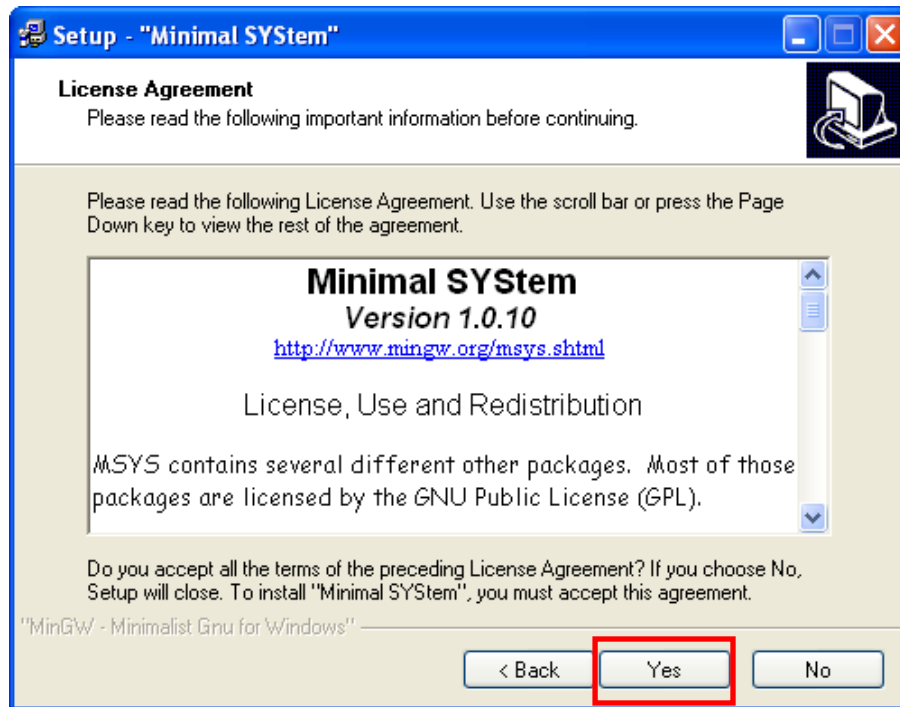 Setup - "Minimal SYStem"
License Agreement
Please read the following important information before continuing.
Please read the following License Agreement. Use the scroll bar or press the Page
Down key to view the rest of the agreement.
Minimal SYStem
Version 1.0.10
http://www.mingw.org/msys.shtml
License, Use and Redistribution
MSYS contains several different other packages.  Most of those
packages are licensed by the GNU Public License (GPL).
Do you accept all the terms of the preceding License Agreement? If you choose No,
Setup will close. To install "Minimal SYStem", you must accept this agreement.
"MinGW - Minimalist Gnu for Windows"
< Back Yes No